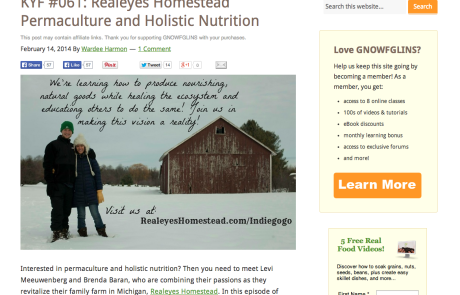 KYF #061: Realeyes Homestead
Permaculture and Holistic Nutrition
This post may contain affiliate links. Thank you for supporting GNOWFGLINS with your purchases.
February 14, 2014 By Wardee Harmon — 1 Comment
Share 57
Share 51
Pin it
Tweet 14
+1
We're learning how to produce nourishing,
natural goods while healing the ecosystem and
educating others to do the same! Join us in
making this vision a reality!
Visit us at:
RealeyesHomestead.com/Indiegogo
Interested in permaculture and holistic nutrition? Then you need to meet Levi
Meeuwenberg and Brenda Baran, who are combining their passions as they
revitalize their family farm in Michigan, Realeyes Homestead. In this episode of
Search this website…
Search
Love GNOWFGLINS?
Help us keep this site going by
becoming a member! As a
member, you get:
access to 8 online classes
100s of videos & tutorials
eBook discounts
monthly learning bonus
access to exclusive forums
and more!
Learn More
5 Free Real
Food Videos!
Discover how to soak grains, nuts,
seeds, beans, plus create easy
skillet dishes, and more...
First Name *